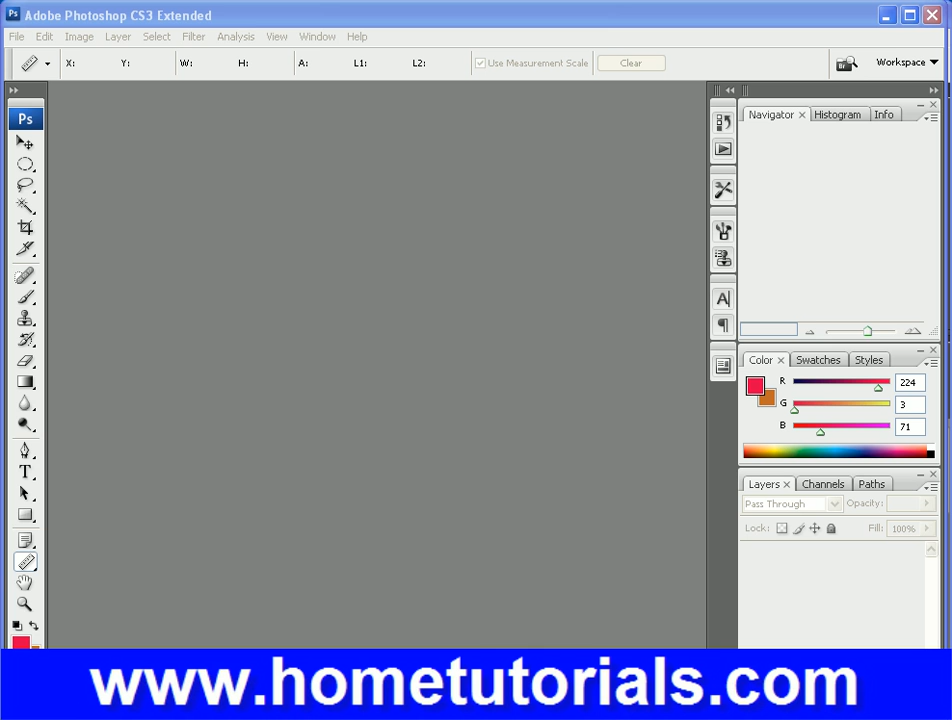 Ps Adobe Photoshop CS3 Extended
File Edit Image Layer Select Filter Analysis View Window Help
X: Y: W: H: A: L1: L2: Use Measurement Scale Clear Workspace
Ps
Navigator Histogram Info
Color Swatches Styles
R 224
G 3
B 71
Layers Channels Paths
Pass Through Opacity:
Lock: Fill: 100%
www.hometutorials.com